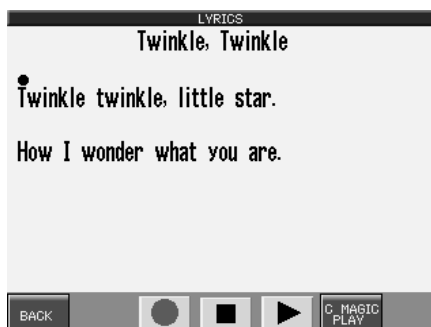 LYRICS
Twinkle, Twinkle
Twinkle twinkle, little star.
How I wonder what you are.
BACK
C MAGIC
PLAY